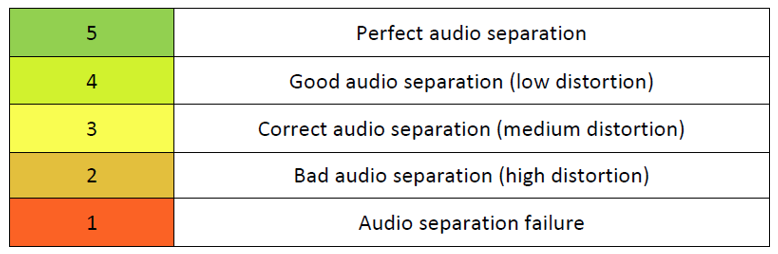 5 Perfect audio separation
4 Good audio separation (low distortion)
3 Correct audio separation (medium distortion)
2 Bad audio separation (high distortion)
1 Audio separation failure